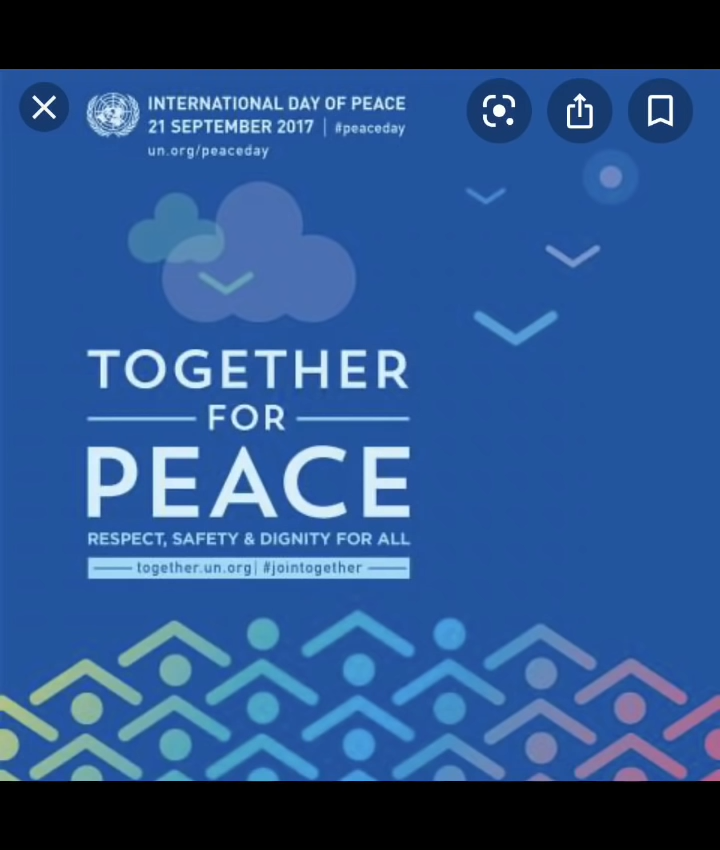 INTERNATIONAL DAY OF PEACE
21 SEPTEMBER 2017 | #peaceday
un.org/peaceday
TOGETHER
FOR
PEACE
RESPECT, SAFETY & DIGNITY FOR ALL
together.un.org| #jointogether